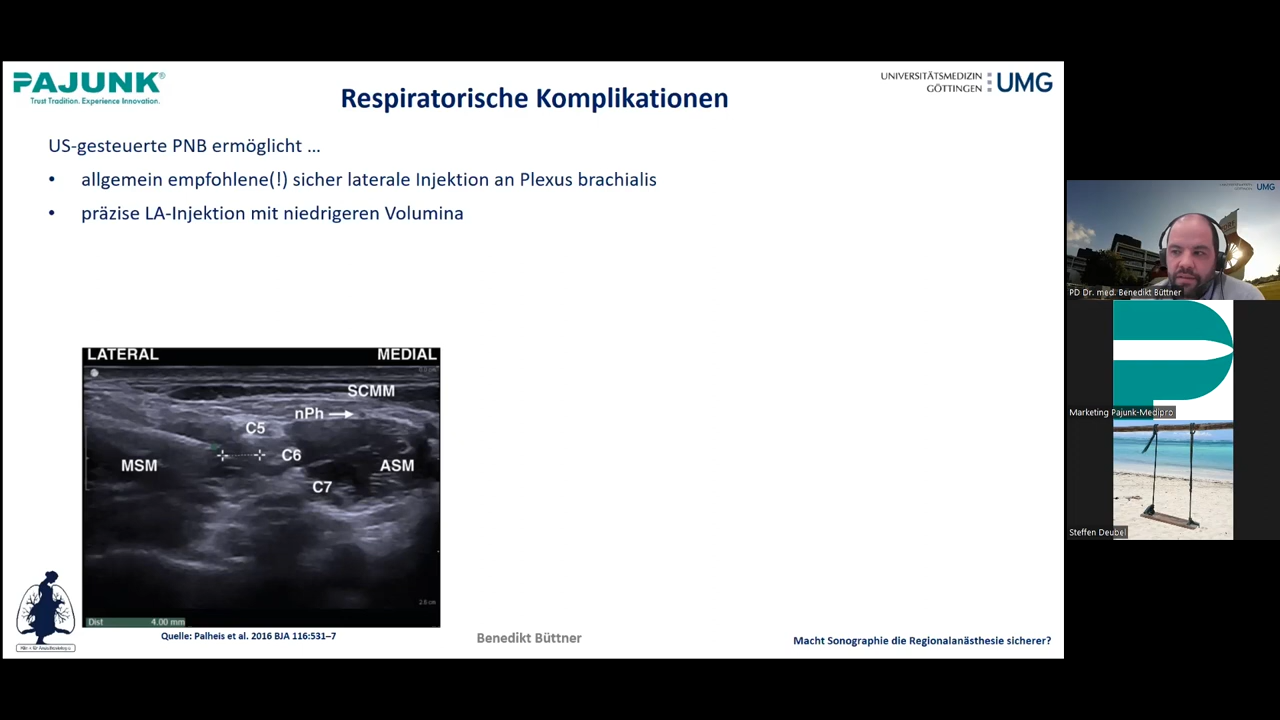 PAJUNK®
Trust Tradition. Experience Innovation.
Respiratorische Komplikationen
UNIVERSITÄTSMEDIZIN
GÖTTINGEN
UMG
US-gesteuerte PNB ermöglicht ...
• allgemein empfohlene(!) sicher laterale Injektion an Plexus brachialis
• präzise LA-Injektion mit niedrigeren Volumina
LATERAL
MEDIAL
SCMM
nPh
C5
C6
MSM
ASM
C7
Dist 4.00 mm
Quelle: Palheis et al. 2016 BJA 116:531–7
Benedikt Büttner
Macht Sonographie die Regionalanästhesie sicherer?
UMG
PD Dr. med. Benedikt Büttner
Marketing Pajunk-Medipro
Steffen Deubel